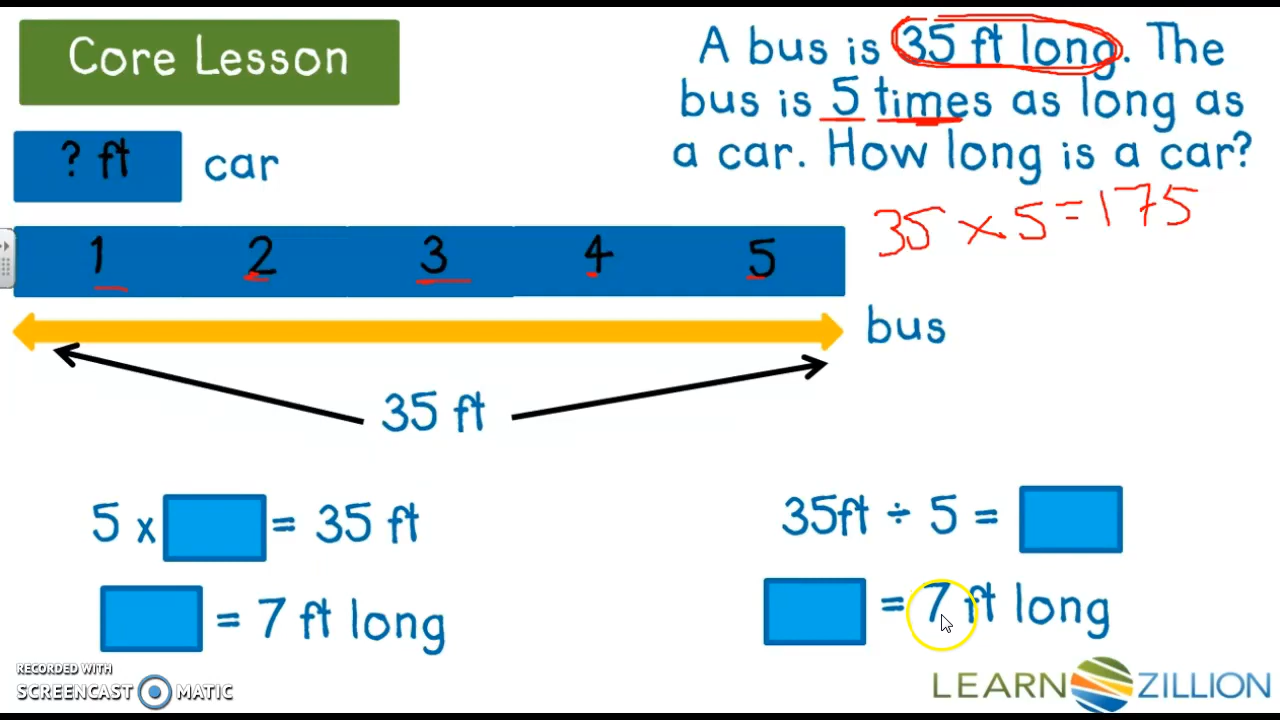 Core Lesson
A bus is 35 ft long. The
bus is 5 times as long as
a car. How long is a car?
35 x 5 = 175
? ft car
1 2 3 4 5
bus
35 ft
5 x = 35 ft
= 7 ft long
35ft ÷ 5 =
= 7 ft long
RECORDED WITH
SCREENCAST MATIC
LEARN ZILLION